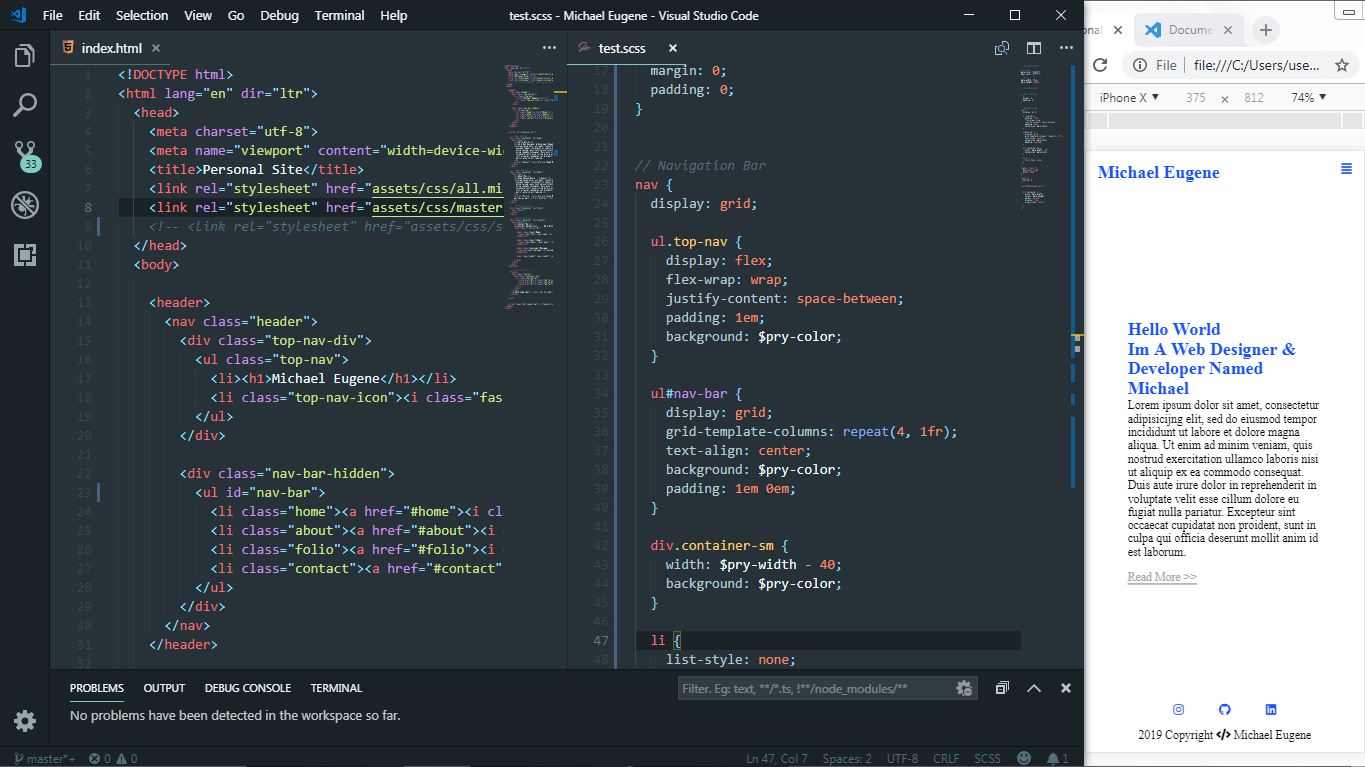 File Edit Selection View Go Debug Terminal Help
test.scss - Michael Eugene - Visual Studio Code
index.html
1 <!DOCTYPE html>
2 <html lang="en" dir="ltr">
3 <head>
4 <meta charset="utf-8">
5 <meta name="viewport" content="width=device-wi
6 <title>Personal Site</title>
7 <link rel="stylesheet" href="assets/css/all.mi
8 <link rel="stylesheet" href="assets/css/master
9 <!-- <link rel="stylesheet" href="assets/css/s
10 </head>
11 <body>
12
13 <header>
14 <nav class="header">
15 <div class="top-nav-div">
16 <ul class="top-nav">
17 <li><h1>Michael Eugene</h1></li>
18 <li class="top-nav-icon"><i class="fas
19 </ul>
20 </div>
21
22 <div class="nav-bar-hidden">
23 <ul id="nav-bar">
24 <li class="home"><a href="#home"><i cl
25 <li class="about"><a href="#about"><i
26 <li class="folio"><a href="#folio"><i
27 <li class="contact"><a href="#contact"
28 </ul>
29 </div>
30 </nav>
31 </header>
32
33
test.scss
17 margin: 0;
18 padding: 0;
19 }
20
21
22 // Navigation Bar
23 nav {
24 display: grid;
25
26 ul.top-nav {
27 display: flex;
28 flex-wrap: wrap;
29 justify-content: space-between;
30 padding: 1em;
31 background: $pry-color;
32 }
33
34 ul#nav-bar {
35 display: grid;
36 grid-template-columns: repeat(4, 1fr);
37 text-align: center;
38 background: $pry-color;
39 padding: 1em 0em;
40 }
41
42 div.container-sm {
43 width: $pry-width - 40;
44 background: $pry-color;
45 }
46
47 li {
48 list-style: none;
PROBLEMS OUTPUT DEBUG CONSOLE TERMINAL
Filter. Eg: text, **/*.ts, !**/node_modules/**
No problems have been detected in the workspace so far.
master*+ 0 0
Ln 47, Col 7 Spaces: 2 UTF-8 CRLF SCSS 1
onal Docume
File file:///C:/Users/use...
iPhone X 375 x 812 74%
Michael Eugene
Hello World
Im A Web Designer &
Developer Named
Michael
Lorem ipsum dolor sit amet, consectetur
adipisicijng elit, sed do eiusmod tempor
incididunt ut labore et dolore magna
aliqua. Ut enim ad minim veniam, quis
nostrud exercitation ullamco laboris nisi
ut aliquip ex ea commodo consequat.
Duis aute irure dolor in reprehenderit in
voluptate velit esse cillum dolore eu
fugiat nulla pariatur. Excepteur sint
occaecat cupidatat non proident, sunt in
culpa qui officia deserunt mollit anim id
est laborum.
Read More >>
2019 Copyright </> Michael Eugene